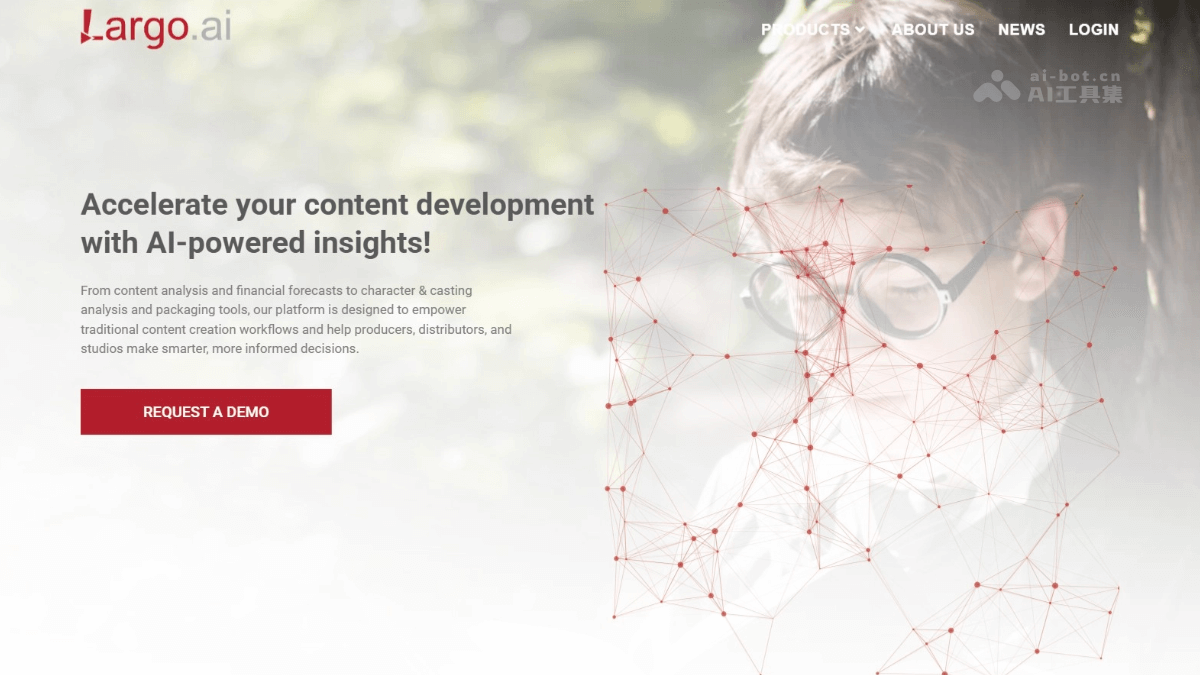 Largo.ai
PRODUCTS ABOUT US NEWS LOGIN
ai-bot.cn
AI工具集
Accelerate your content development
with AI-powered insights!
From content analysis and financial forecasts to character & casting
analysis and packaging tools, our platform is designed to empower
traditional content creation workflows and help producers, distributors, and
studios make smarter, more informed decisions.
REQUEST A DEMO